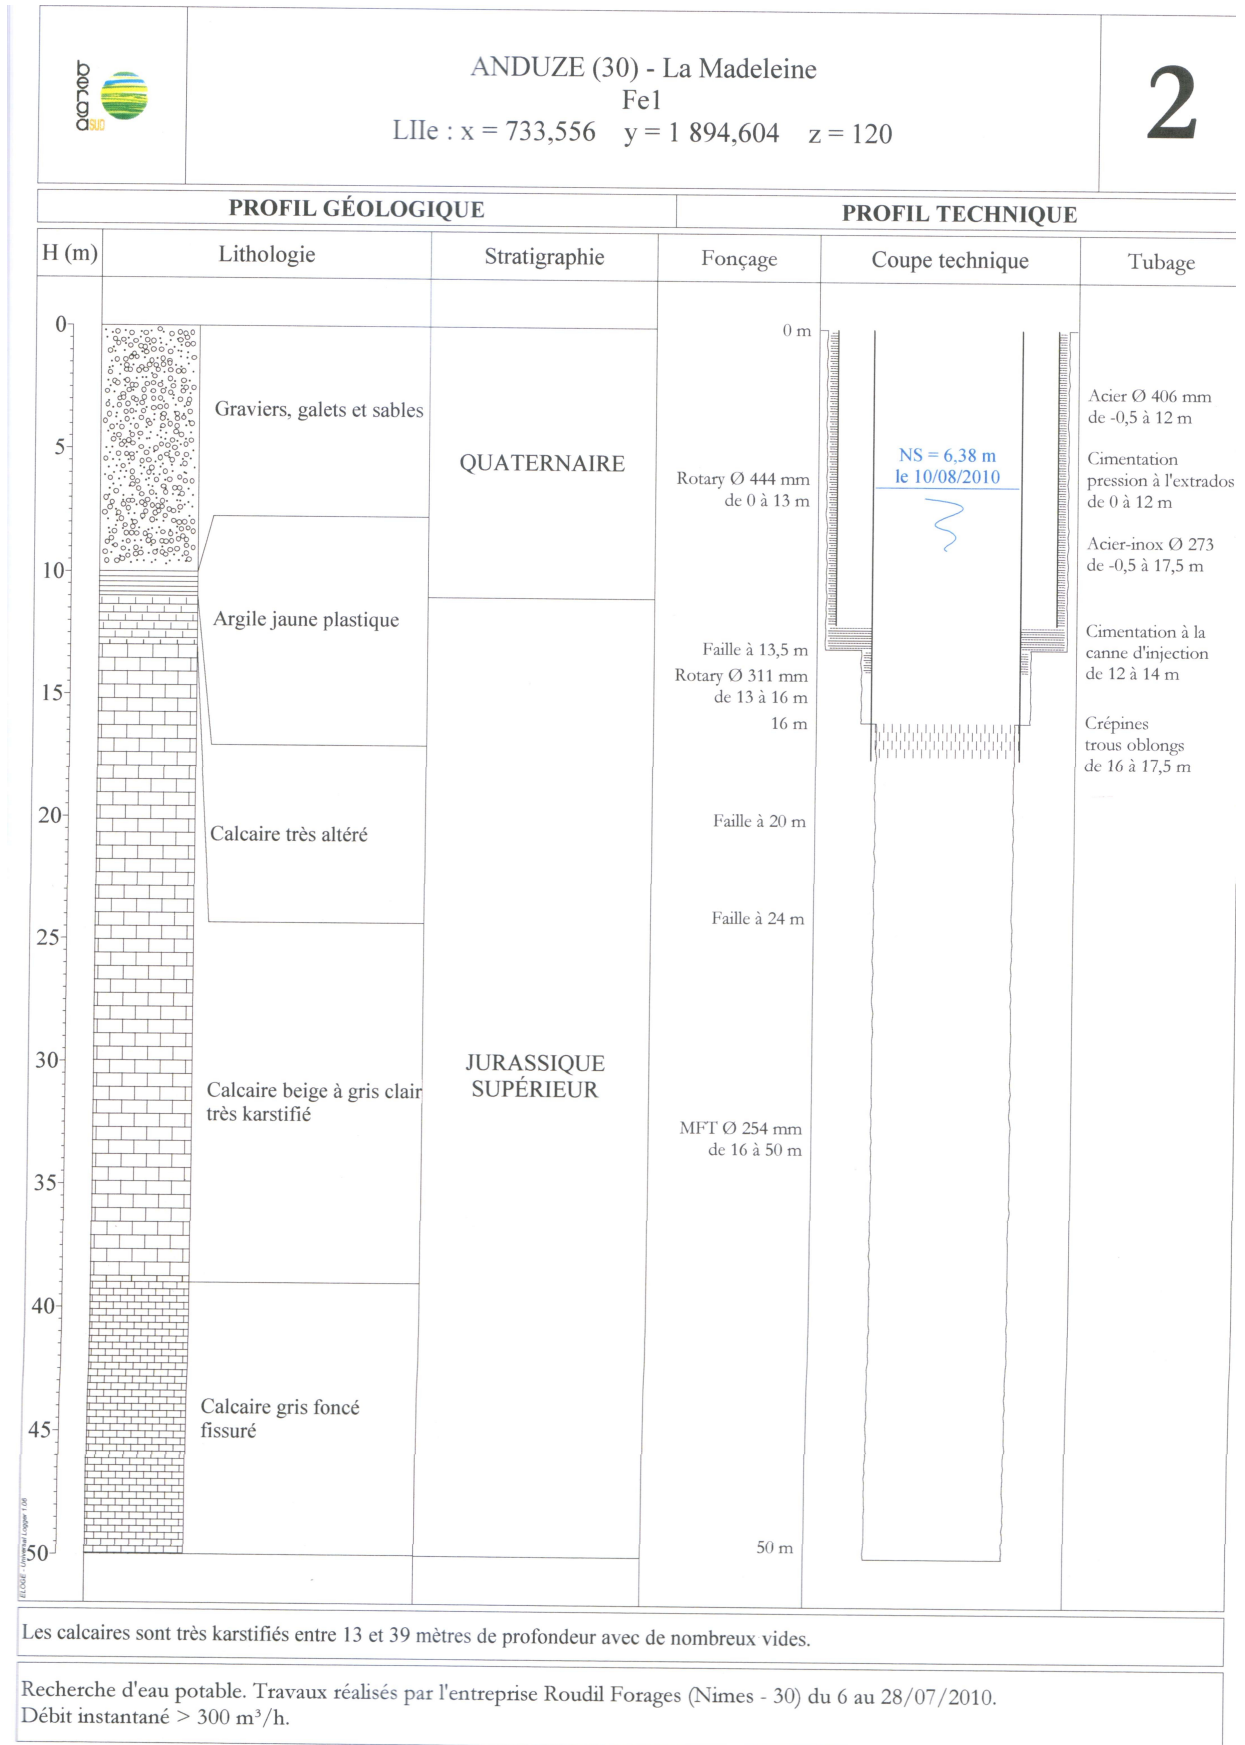 berga
SUD
ANDUZE (30) - La Madeleine
Fe1
LIIe : x = 733,556 y = 1 894,604 z = 120
2
PROFIL GÉOLOGIQUE
PROFIL TECHNIQUE
H (m)
Lithologie
Stratigraphie
Fonçage
Coupe technique
Tubage
0
5
10
15
20
25
30
35
40
45
50
Graviers, galets et sables
Argile jaune plastique
Calcaire très altéré
Calcaire beige à gris clair
très karstifié
Calcaire gris foncé
fissuré
QUATERNAIRE
JURASSIQUE
SUPÉRIEUR
0 m
Rotary Ø 444 mm
de 0 à 13 m
Faille à 13,5 m
Rotary Ø 311 mm
de 13 à 16 m
16 m
Faille à 20 m
Faille à 24 m
MFT Ø 254 mm
de 16 à 50 m
50 m
NS = 6,38 m
le 10/08/2010
Acier Ø 406 mm
de -0,5 à 12 m
Cimentation
pression à l'extrados
de 0 à 12 m
Acier-inox Ø 273
de -0,5 à 17,5 m
Cimentation à la
canne d'injection
de 12 à 14 m
Crépines
trous oblongs
de 16 à 17,5 m
ELOGE - Universal Logger 1.06
Les calcaires sont très karstifiés entre 13 et 39 mètres de profondeur avec de nombreux vides.
Recherche d'eau potable. Travaux réalisés par l'entreprise Roudil Forages (Nimes - 30) du 6 au 28/07/2010.
Débit instantané > 300 m³/h.